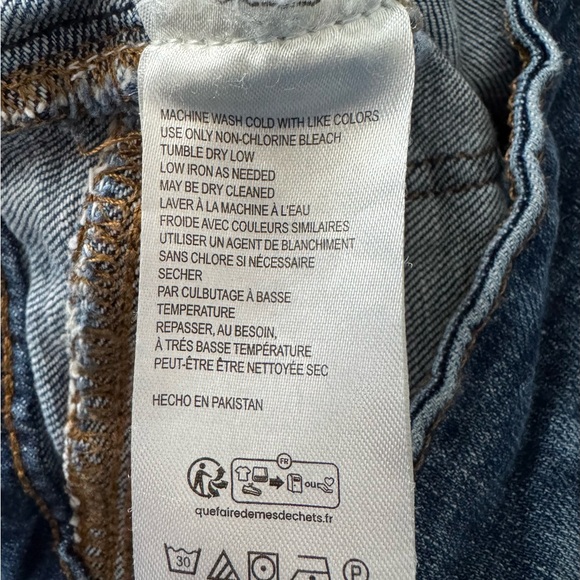 MACHINE WASH COLD WITH LIKE COLORS
USE ONLY NON-CHLORINE BLEACH
TUMBLE DRY LOW
LOW IRON AS NEEDED
MAY BE DRY CLEANED
LAVER À LA MACHINE À L'EAU
FROIDE AVEC COULEURS SIMILAIRES
UTILISER UN AGENT DE BLANCHIMENT
SANS CHLORE SI NÉCESSAIRE
SECHER
PAR CULBUTAGE À BASSE
TEMPERATURE
REPASSER, AU BESOIN,
À TRÉS BASSE TEMPÉRATURE
PEUT-ÊTRE ÊTRE NETTOYÉE SEC
HECHO EN PAKISTAN
FR
ou
quefairedemesdechets.fr
30 P